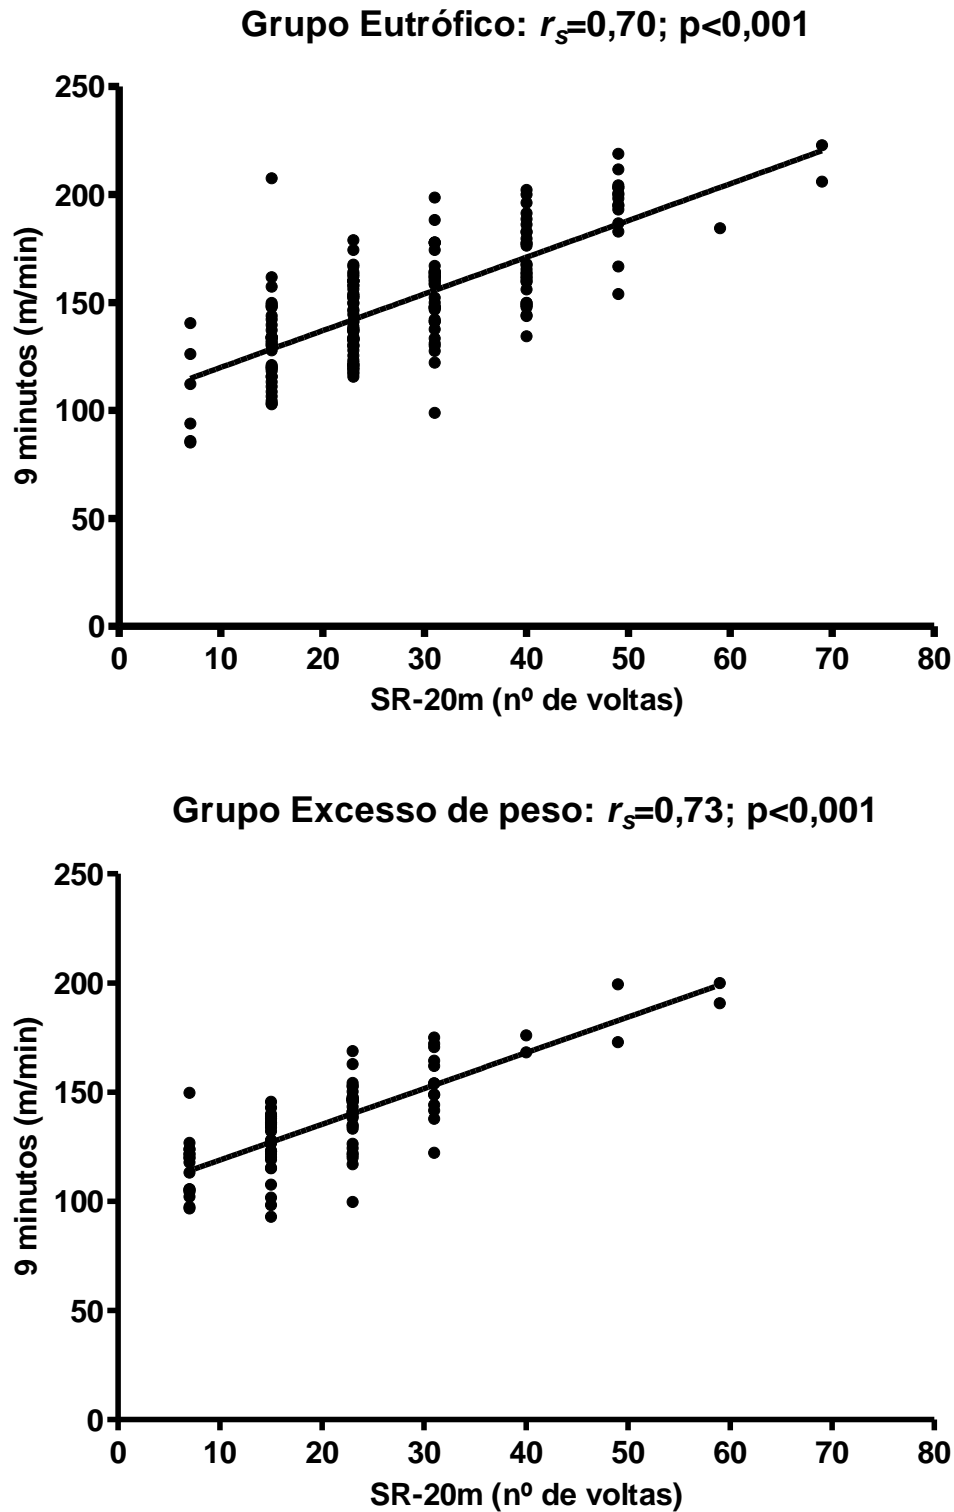 Grupo Eutrófico: rs=0,70; p<0,001
250
200
150
100
50
0
9 minutos (m/min)
0 10 20 30 40 50 60 70 80
SR-20m (nº de voltas)
Grupo Excesso de peso: rs=0,73; p<0,001
250
200
150
100
50
0
9 minutos (m/min)
0 10 20 30 40 50 60 70 80
SR-20m (nº de voltas)